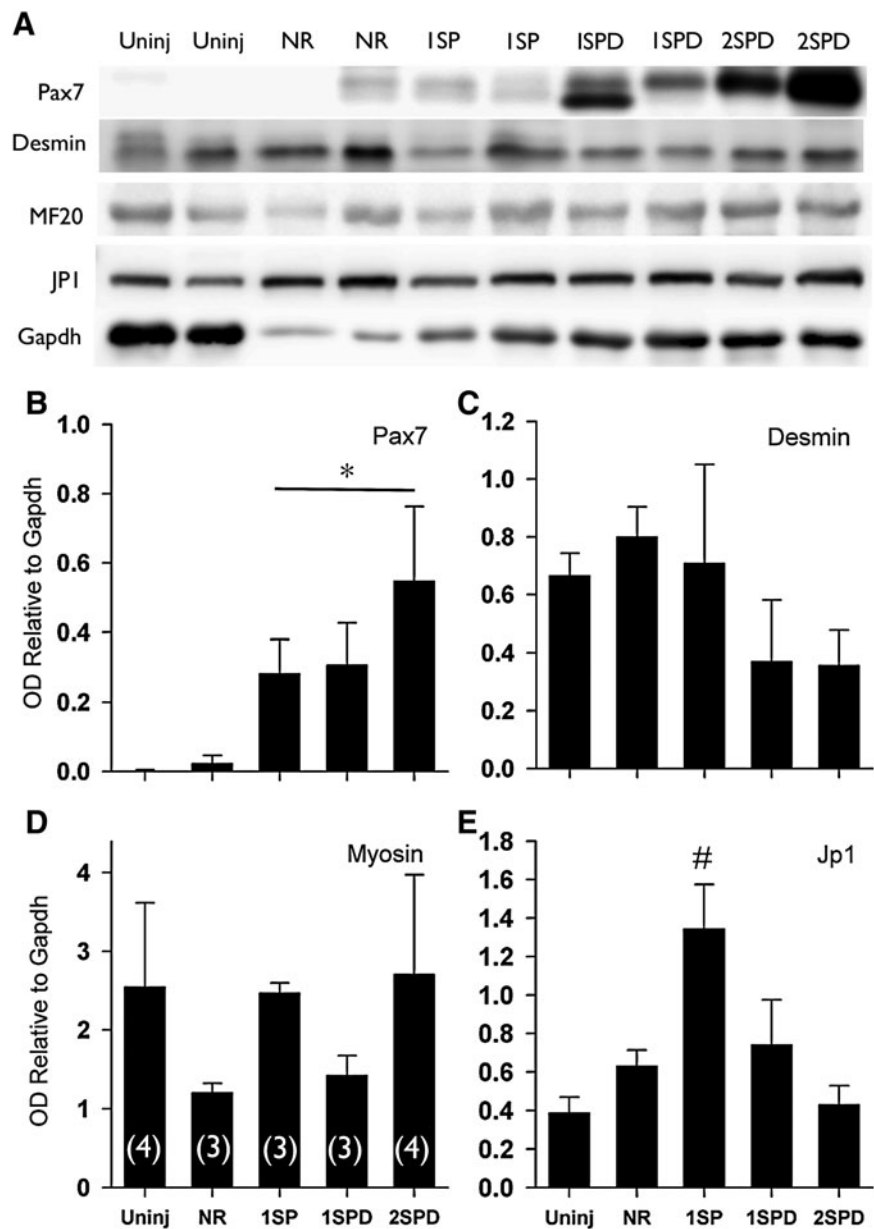 A
Uninj Uninj NR NR 1SP 1SP 1SPD 1SPD 2SPD 2SPD
Pax7
Desmin
MF20
JP1
Gapdh
B
Pax7
OD Relative to Gapdh
1.0
0.8
0.6
0.4
0.2
0.0
*
C
Desmin
1.2
1.0
0.8
0.6
0.4
0.2
0.0
D
Myosin
OD Relative to Gapdh
4
3
2
1
0
(4) (3) (3) (3) (4)
Uninj NR 1SP 1SPD 2SPD
E
Jp1
1.8
1.6
1.4
1.2
1.0
0.8
0.6
0.4
0.2
0.0
#
Uninj NR 1SP 1SPD 2SPD